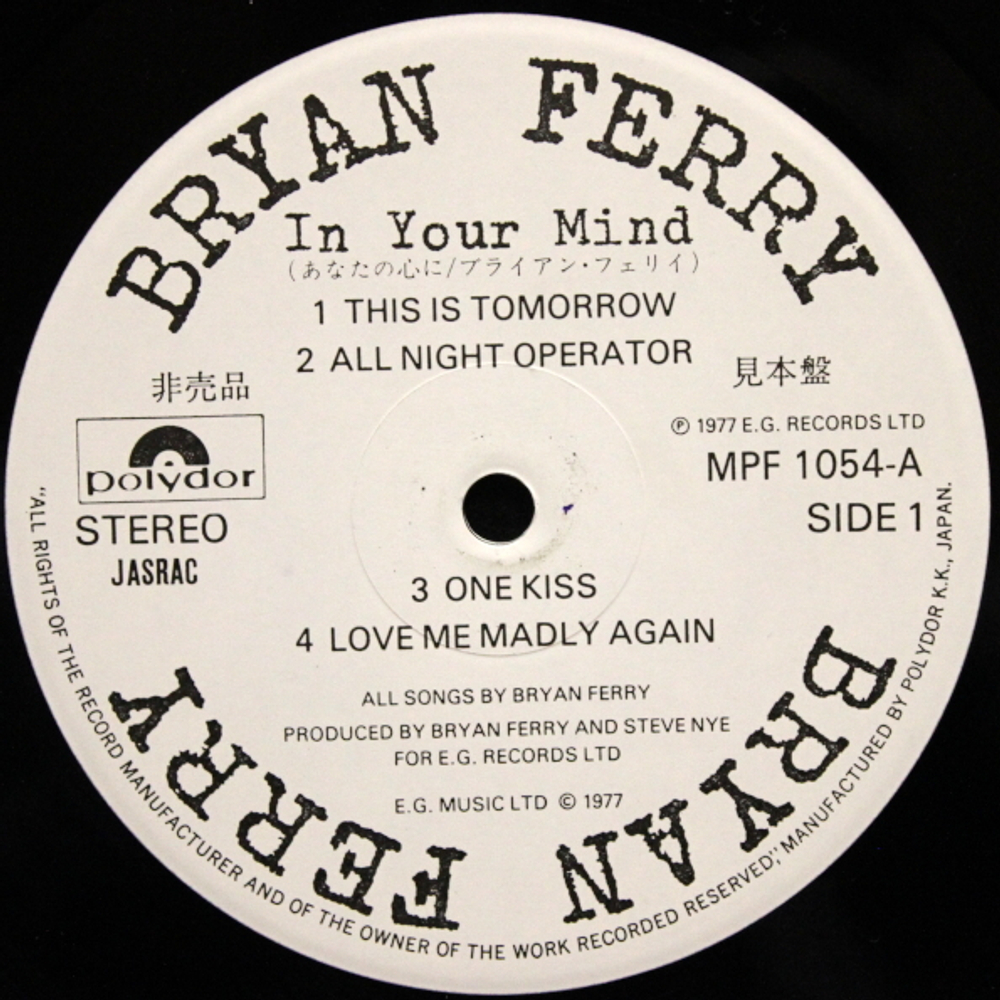 BRYAN FERRY
In Your Mind
(あなたの心に/ブライアン・フェリイ)
1 THIS IS TOMORROW
2 ALL NIGHT OPERATOR
非売品
見本盤
polydor
STEREO
JASRAC
Ⓟ 1977 E.G. RECORDS LTD
MPF 1054-A
SIDE 1
3 ONE KISS
4 LOVE ME MADLY AGAIN
ALL SONGS BY BRYAN FERRY
PRODUCED BY BRYAN FERRY AND STEVE NYE
FOR E.G. RECORDS LTD
E.G. MUSIC LTD © 1977
BRYAN FERRY
"ALL RIGHTS OF THE RECORD MANUFACTURER AND OF THE OWNER OF THE WORK RECORDED RESERVED," MANUFACTURED BY POLYDOR K.K., JAPAN.